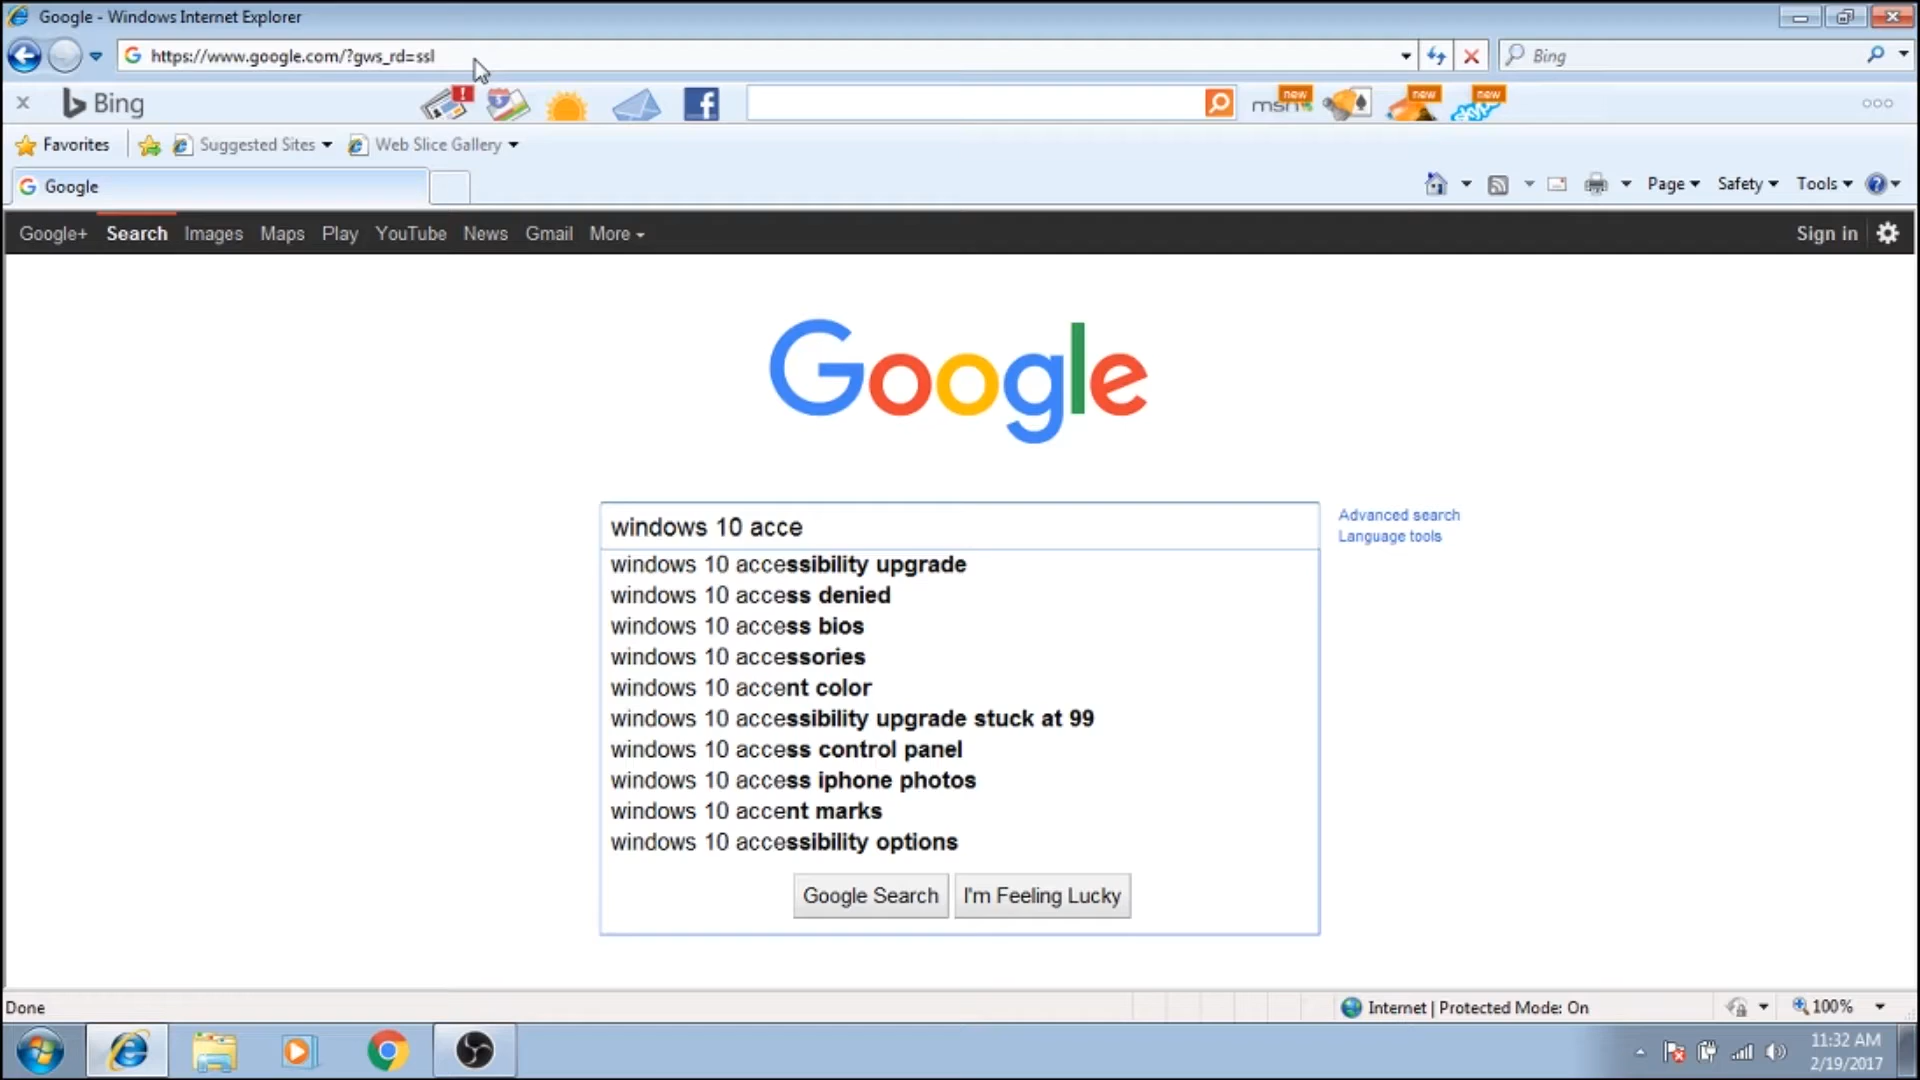 Google - Windows Internet Explorer
https://www.google.com/?gws_rd=ssl
Bing
Bing
f
msn new new new
Favorites Suggested Sites Web Slice Gallery
Google
Page Safety Tools
Google+ Search Images Maps Play YouTube News Gmail More Sign in
Google
windows 10 acce
Advanced search
Language tools
windows 10 accessibility upgrade
windows 10 access denied
windows 10 access bios
windows 10 accessories
windows 10 accent color
windows 10 accessibility upgrade stuck at 99
windows 10 access control panel
windows 10 access iphone photos
windows 10 accent marks
windows 10 accessibility options
Google Search I'm Feeling Lucky
Done Internet | Protected Mode: On 100%
11:32 AM
2/19/2017